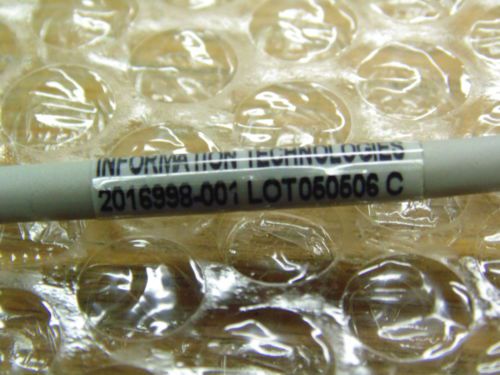 INFORMATION TECHNOLOGIES
2016998-001 LOT050506 C